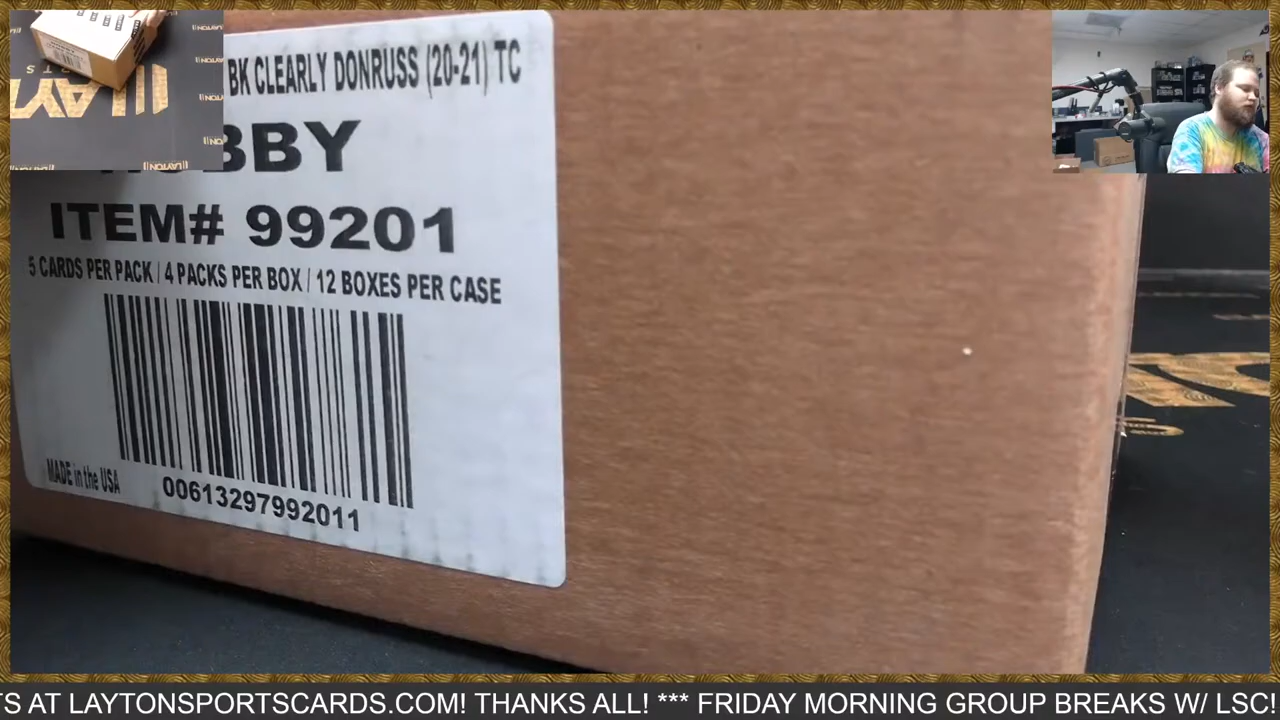 BK CLEARLY DONRUSS (20-21) TC
BBY
ITEM# 99201
5 CARDS PER PACK / 4 PACKS PER BOX / 12 BOXES PER CASE
MADE in the USA
00613297992011
TS AT LAYTONSPORTSCARDS.COM! THANKS ALL! *** FRIDAY MORNING GROUP BREAKS W/ LSC!